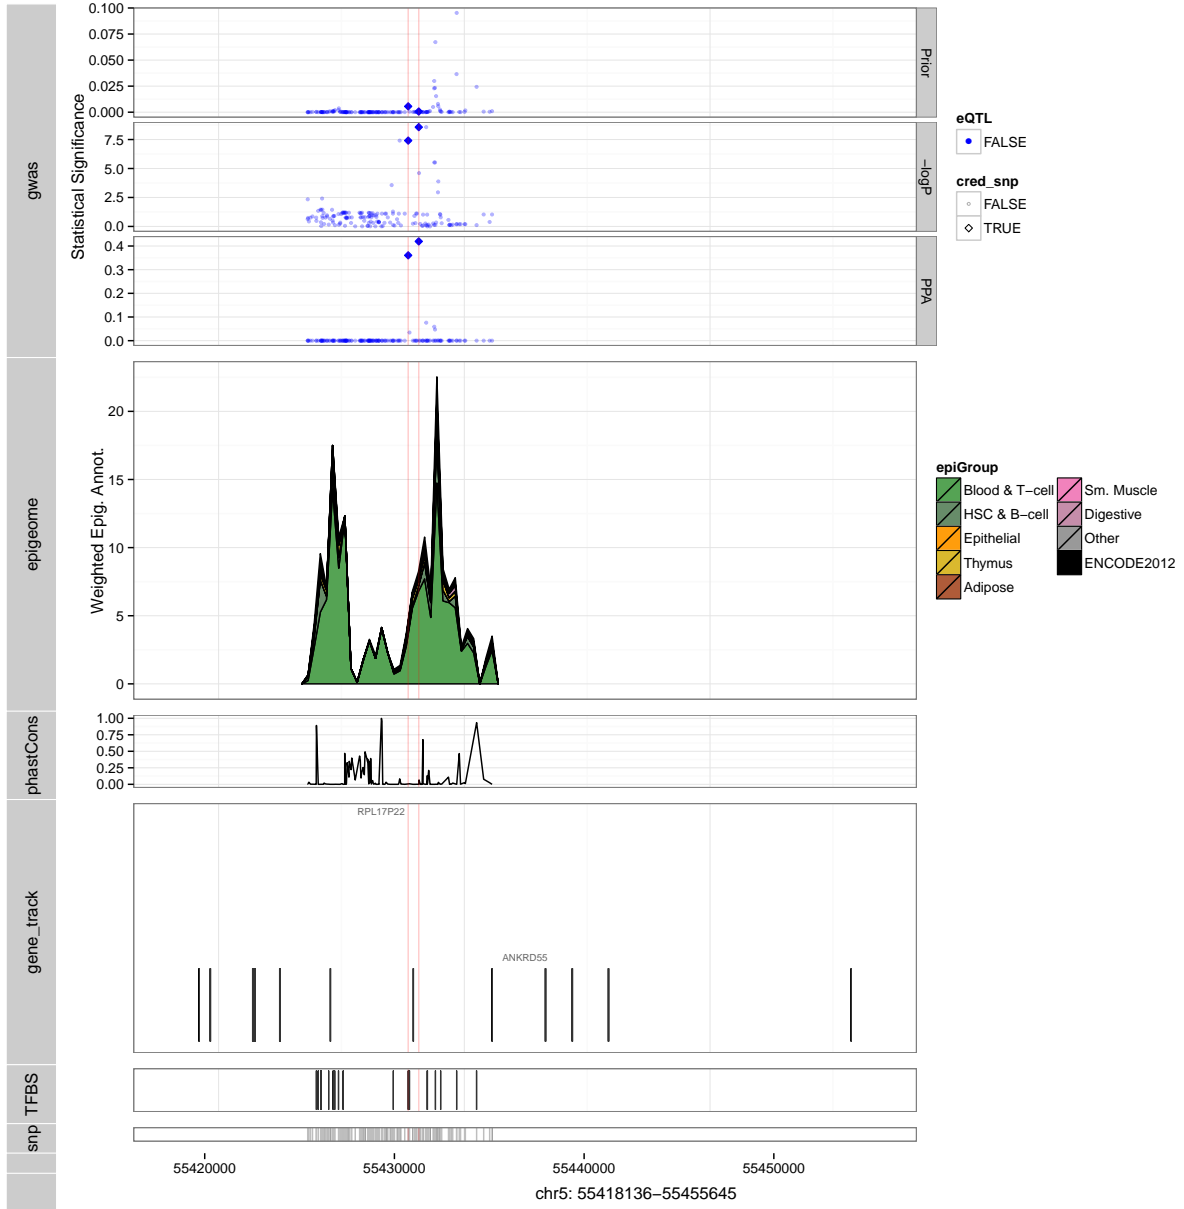 gwas
Statistical Significance
0.100
0.075
0.050
0.025
0.000
Prior
7.5
5.0
2.5
0.0
−logP
0.4
0.3
0.2
0.1
0.0
PPA
eQTL
FALSE
cred_snp
FALSE
TRUE
epigeome
Weighted Epig. Annot.
20
15
10
5
0
epiGroup
Blood & T−cell
HSC & B−cell
Epithelial
Thymus
Adipose
Sm. Muscle
Digestive
Other
ENCODE2012
phastCons
1.00
0.75
0.50
0.25
0.00
gene_track
RPL17P22
ANKRD55
TFBS
snp
55420000 55430000 55440000 55450000
chr5: 55418136−55455645